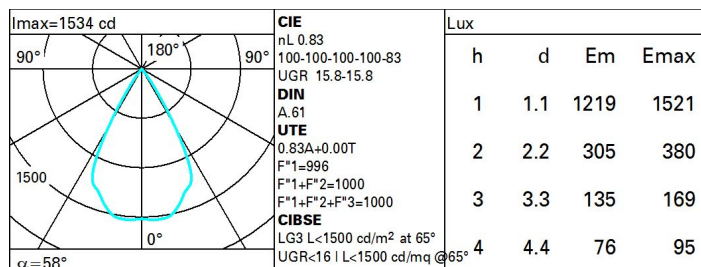 Imax=1534 cd
90°
180°
90°
1500
0°
α=58°
CIE
nL 0.83
100-100-100-100-83
UGR 15.8-15.8
DIN
A.61
UTE
0.83A+0.00T
F"1=996
F"1+F"2=1000
F"1+F"2+F"3=1000
CIBSE
LG3 L<1500 cd/m² at 65°
UGR<16 | L<1500 cd/mq @65°
Lux
h d Em Emax
1 1.1 1219 1521
2 2.2 305 380
3 3.3 135 169
4 4.4 76 95